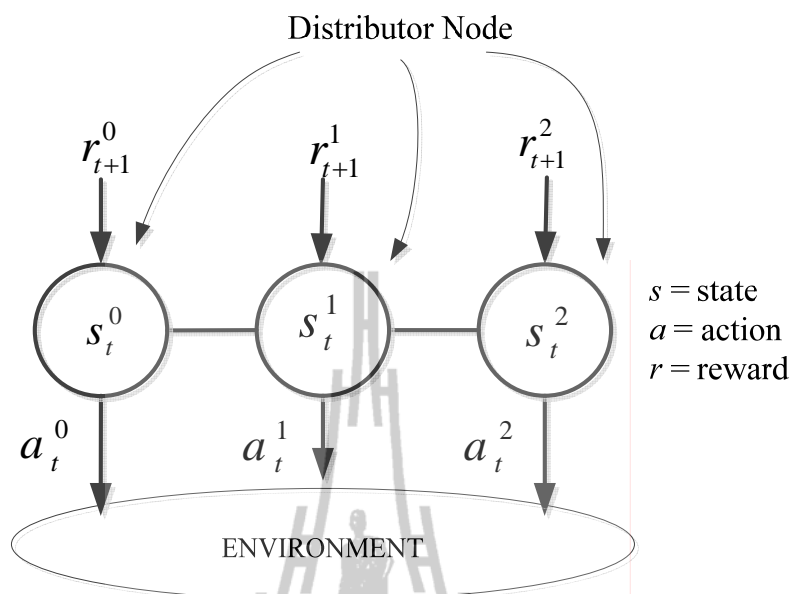 Distributor Node
r⁰ₜ₊₁ r¹ₜ₊₁ r²ₜ₊₁
s⁰ₜ s¹ₜ s²ₜ
s = state
a = action
r = reward
a⁰ₜ a¹ₜ a²ₜ
ENVIRONMENT